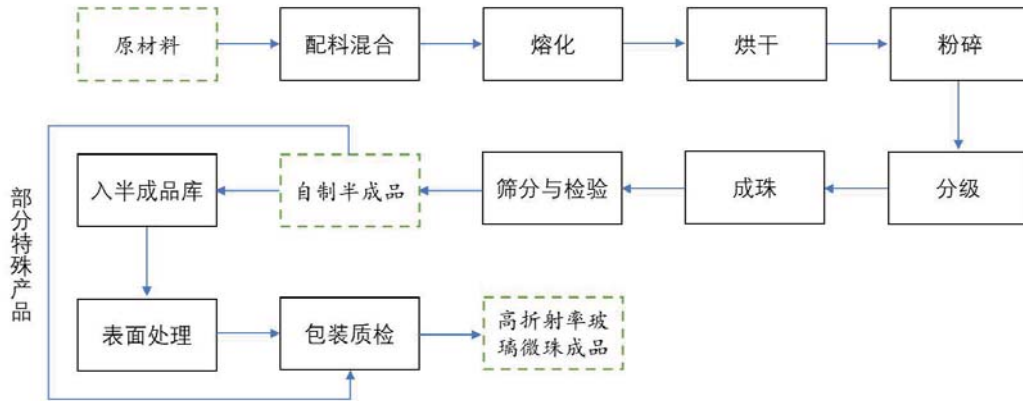 原材料
配料混合
熔化
烘干
粉碎
分级
成珠
筛分与检验
自制半成品
入半成品库
部分特殊产品
表面处理
包装质检
高折射率玻
璃微珠成品